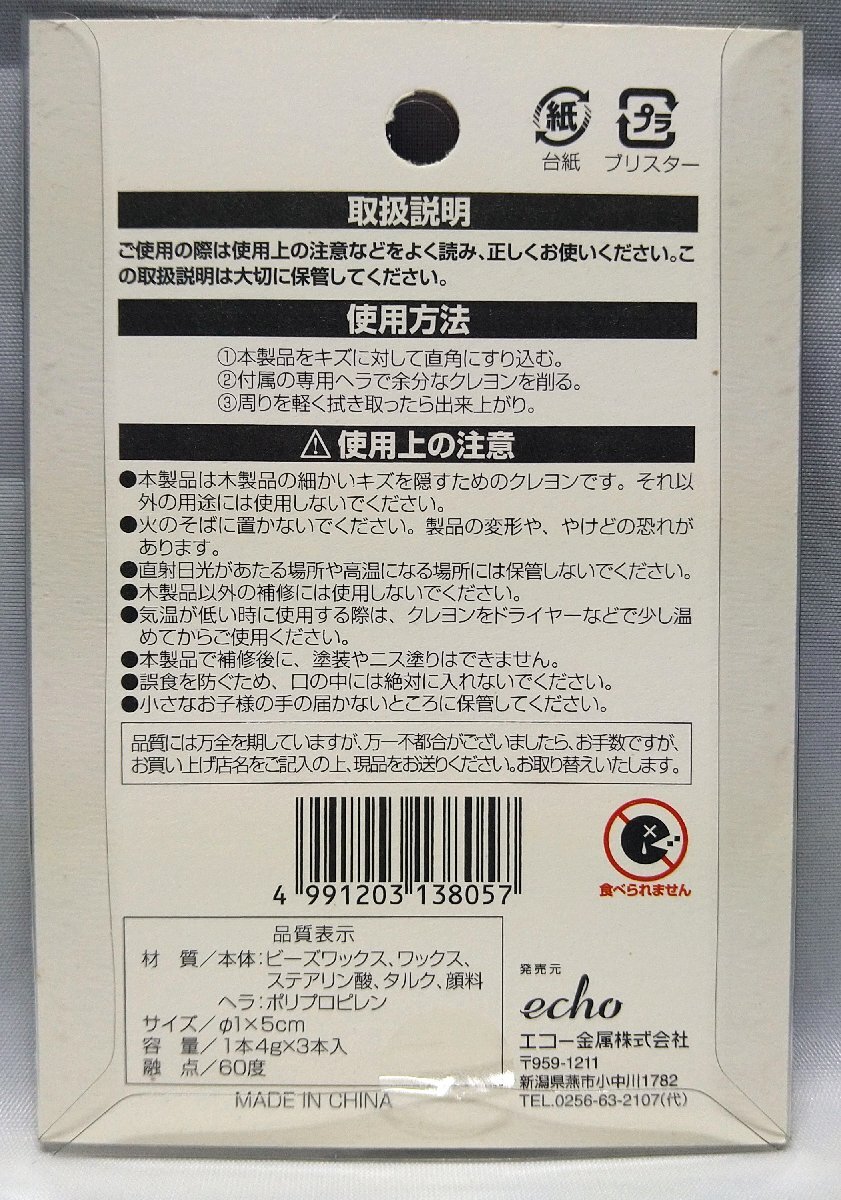 紙 プラ
台紙 ブリスター
取扱説明
ご使用の際は使用上の注意などをよく読み、正しくお使いください。こ
の取扱説明は大切に保管してください。
使用方法
①本製品をキズに対して直角にすり込む。
②付属の専用ヘラで余分なクレヨンを削る。
③周りを軽く拭き取ったら出来上がり。
使用上の注意
●本製品は木製品の細かいキズを隠すためのクレヨンです。それ以
外の用途には使用しないでください。
●火のそばに置かないでください。製品の変形や、やけどの恐れが
あります。
●直射日光があたる場所や高温になる場所には保管しないでください。
●木製品以外の補修には使用しないでください。
●気温が低い時に使用する際は、クレヨンをドライヤーなどで少し温
めてからご使用ください。
●本製品で補修後に、塗装やニス塗りはできません。
●誤食を防ぐため、口の中には絶対に入れないでください。
●小さなお子様の手の届かないところに保管してください。
品質には万全を期していますが、万一不都合がございましたら、お手数ですが、
お買い上げ店名をご記入の上、現品をお送りください。お取り替えいたします。
4 991203 138057
食べられません
品質表示
材 質／本体：ビーズワックス、ワックス、
ステアリン酸、タルク、顔料
ヘラ：ポリプロピレン
サイズ／φ1×5cm
容 量／1本4g×3本入
融 点／60度
MADE IN CHINA
発売元
echo
エコー金属株式会社
〒959-1211
新潟県燕市小中川1782
TEL.0256-63-2107(代)